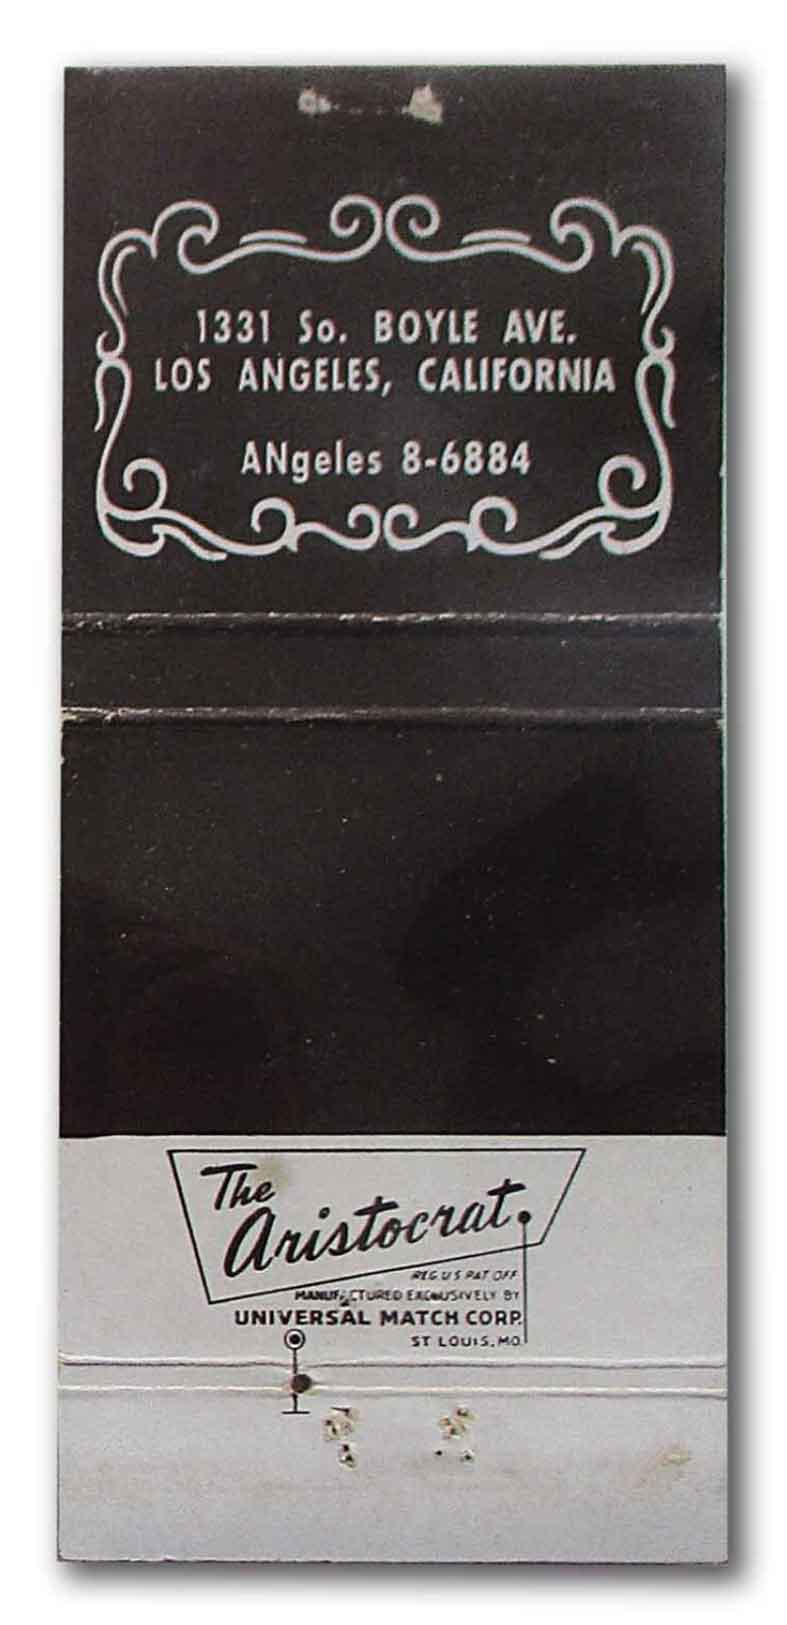 1331 So. BOYLE AVE.
LOS ANGELES, CALIFORNIA
ANgeles 8-6884
The
Aristocrat
REG U S PAT OFF
MANUFACTURED EXCLUSIVELY BY
UNIVERSAL MATCH CORP.
ST LOUIS, MO.